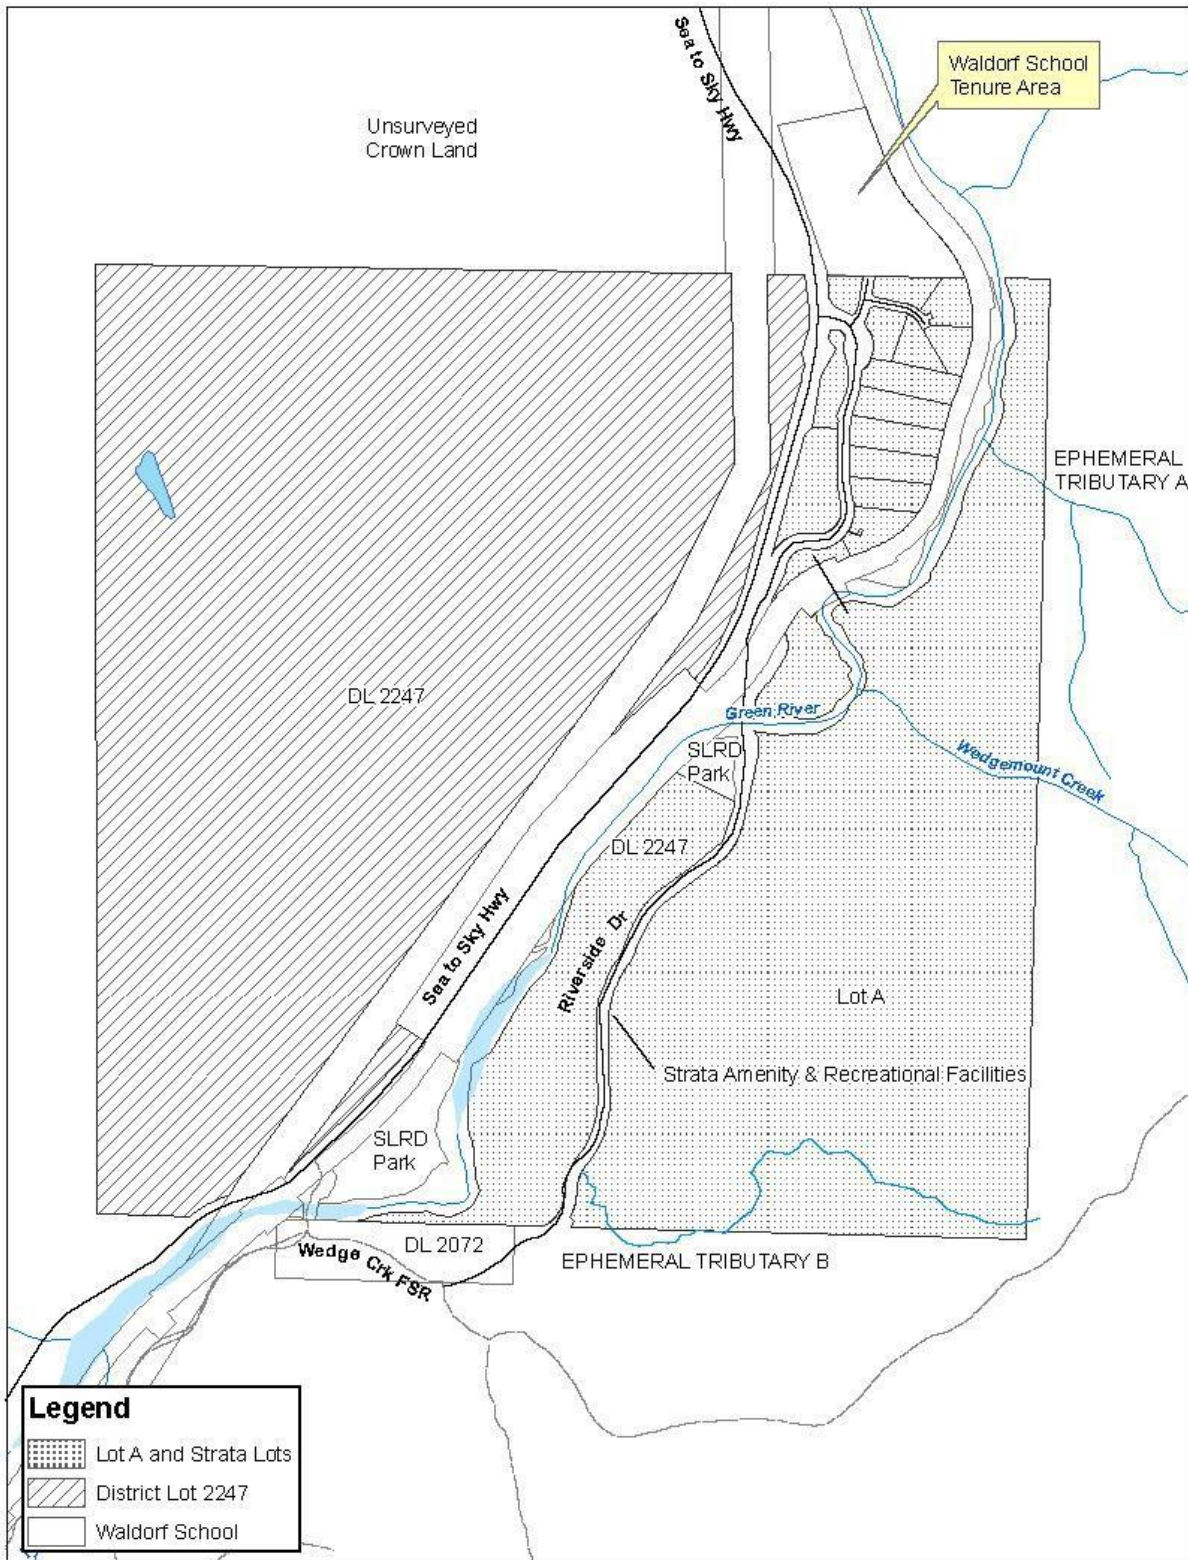 Sea to Sky Hwy
Waldorf School
Tenure Area
Unsurveyed
Crown Land
EPHEMERAL
TRIBUTARY A
DL 2247
Green River
SLRD
Park
Wedgemount Creek
DL 2247
Sea to Sky Hwy
Riverside Dr
Lot A
Strata Amenity & Recreational Facilities
SLRD
Park
DL 2072
Wedge Crk FSR
EPHEMERAL TRIBUTARY B
Legend
Lot A and Strata Lots
District Lot 2247
Waldorf School